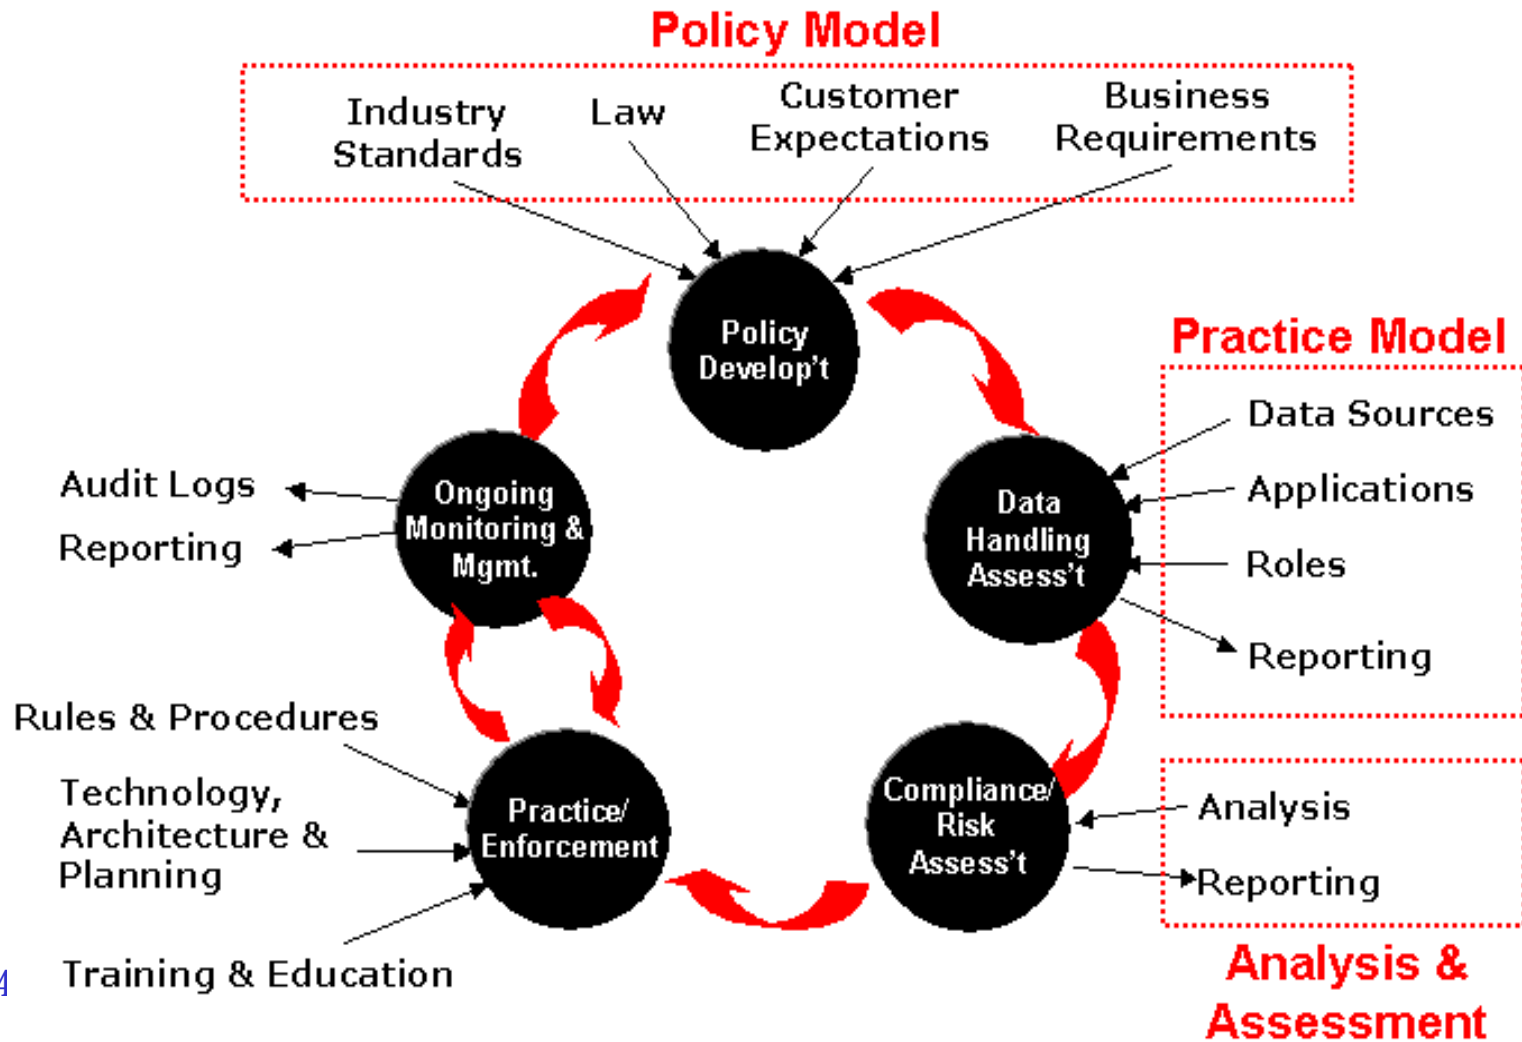 Policy Model
Industry
Standards
Law
Customer
Expectations
Business
Requirements
Policy
Develop't
Practice Model
Data Sources
Applications
Roles
Reporting
Data
Handling
Assess't
Ongoing
Monitoring &
Mgmt.
Audit Logs
Reporting
Rules & Procedures
Technology,
Architecture &
Planning
Training & Education
Practice/
Enforcement
Compliance/
Risk
Assess't
Analysis
Reporting
Analysis &
Assessment
4